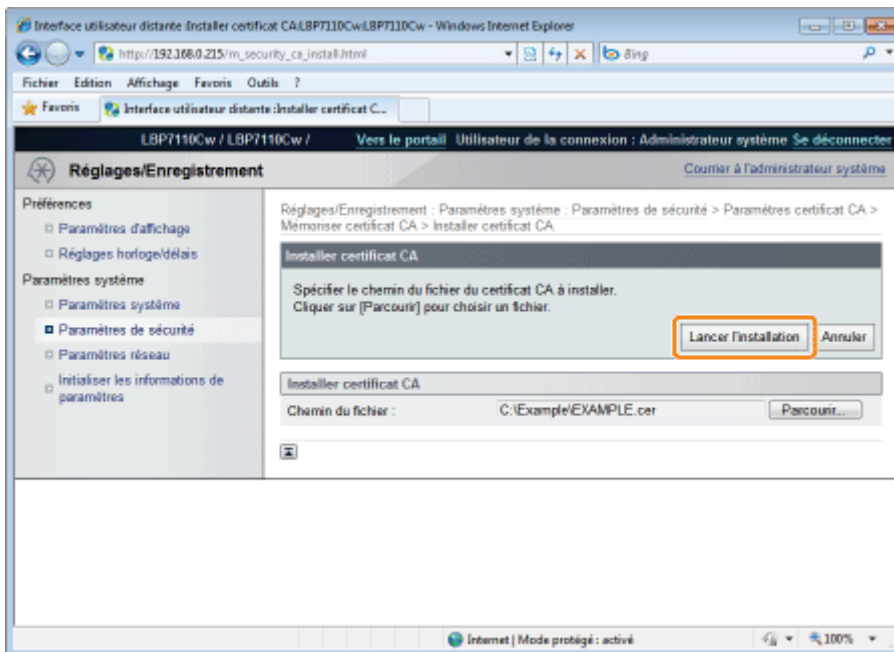 Interface utilisateur distante :Installer certificat CA:LBP7110Cw:LBP7110Cw - Windows Internet Explorer
http://192.168.0.215/m_security_ca_install.html
Bing
Fichier Edition Affichage Favoris Outils ?
Favoris Interface utilisateur distante :Installer certificat C...
LBP7110Cw / LBP7110Cw / Vers le portail Utilisateur de la connexion : Administrateur système Se déconnecter
Réglages/Enregistrement Courrier à l'administrateur système
Préférences
Paramètres d'affichage
Réglages horloge/délais
Paramètres système
Paramètres système
Paramètres de sécurité
Paramètres réseau
Initialiser les informations de
paramètres
Réglages/Enregistrement : Paramètres système : Paramètres de sécurité > Paramètres certificat CA >
Mémoriser certificat CA > Installer certificat CA
Installer certificat CA
Spécifier le chemin du fichier du certificat CA à installer.
Cliquer sur [Parcourir] pour choisir un fichier.
Lancer l'installation Annuler
Installer certificat CA
Chemin du fichier : C:\Example\EXAMPLE.cer Parcourir...
Internet | Mode protégé : activé 100%